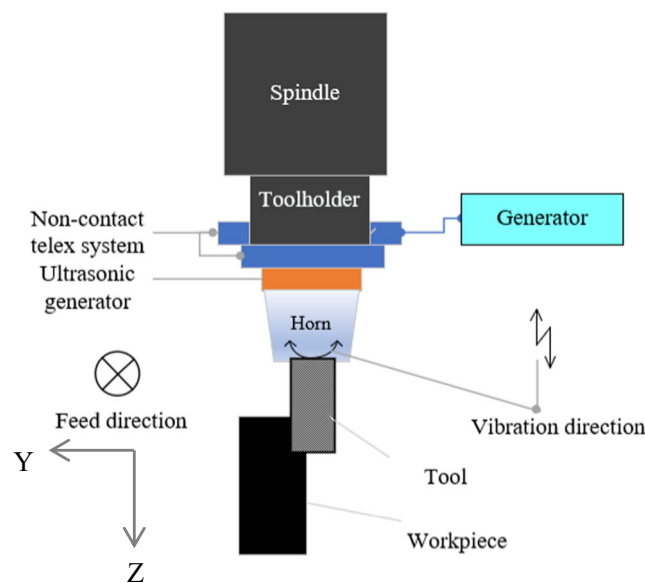 Spindle
Toolholder
Non-contact
telex system
Generator
Ultrasonic
generator
Horn
Feed direction
Vibration direction
Y
Tool
Workpiece
Z